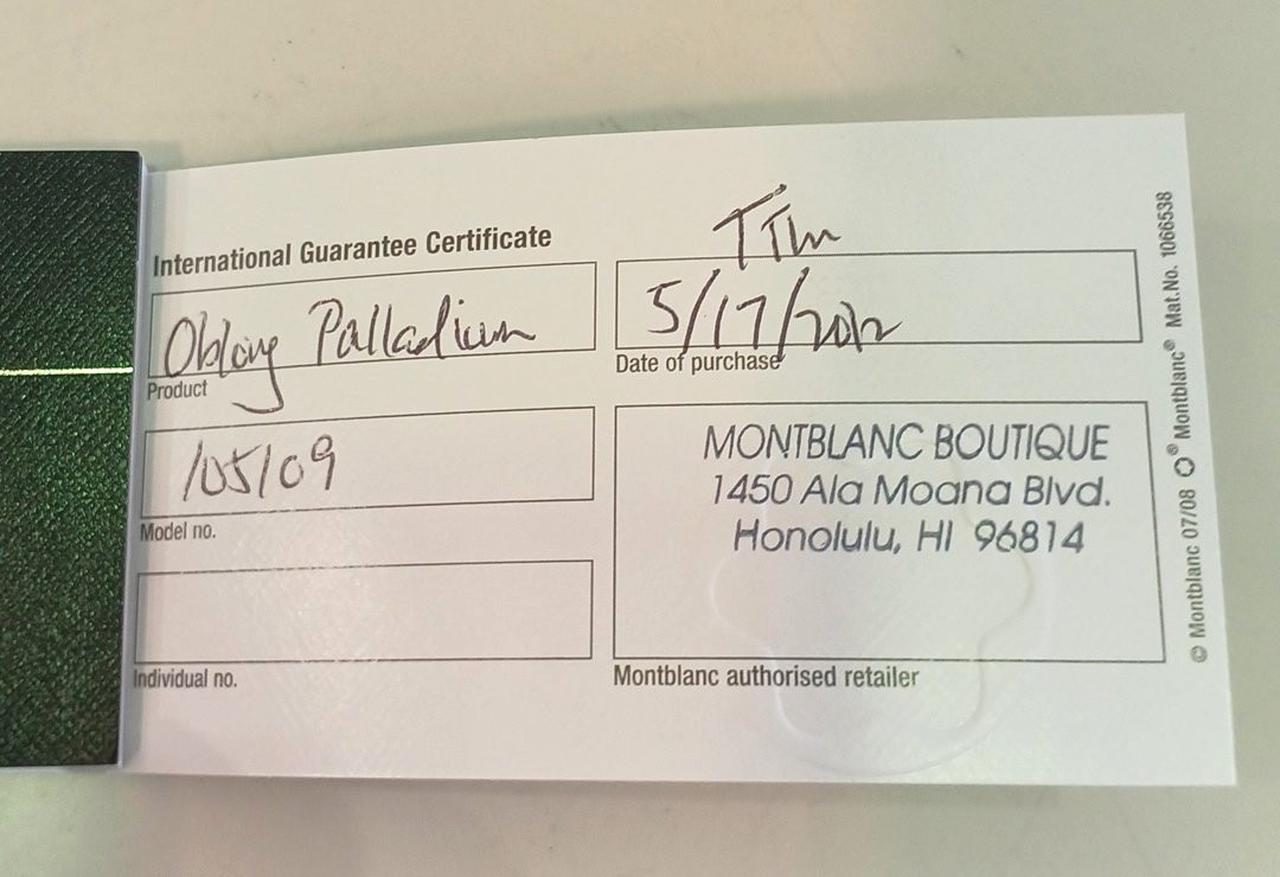 International Guarantee Certificate
Oblong Palladium
Product
105109
Model no.
Individual no.
Tim
5/17/2012
Date of purchase
MONTBLANC BOUTIQUE
1450 Ala Moana Blvd.
Honolulu, HI 96814
Montblanc authorised retailer
© Montblanc 07/08 ® Montblanc® Mat.No. 1066538